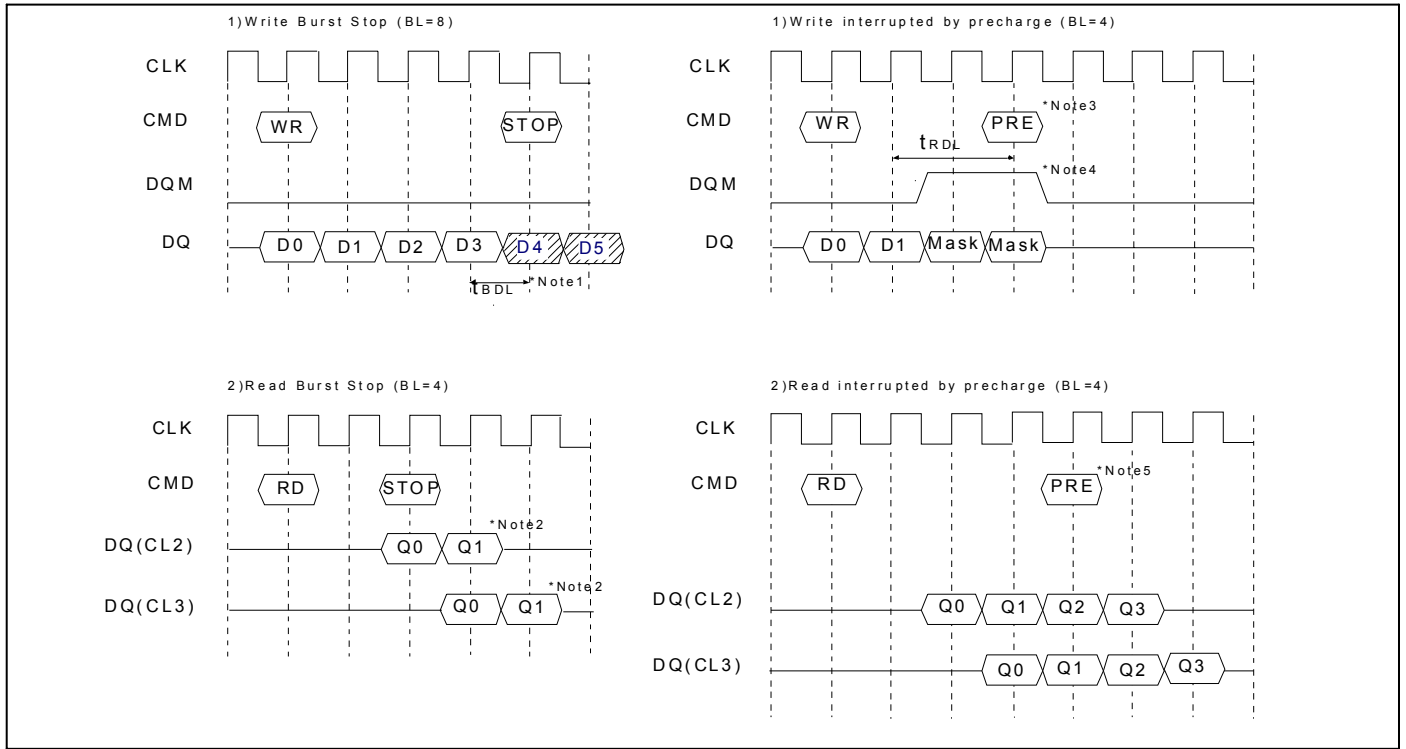 1)Write Burst Stop (BL=8)
CLK
CMD WR STOP
DQM
DQ D0 D1 D2 D3 D4 D5
tBDL *Note1
1)Write interrupted by precharge (BL=4)
CLK
CMD WR PRE *Note3
tRDL
DQM *Note4
DQ D0 D1 Mask Mask
2)Read Burst Stop (BL=4)
CLK
CMD RD STOP
DQ(CL2) Q0 Q1 *Note2
DQ(CL3) Q0 Q1 *Note2
2)Read interrupted by precharge (BL=4)
CLK
CMD RD PRE *Note5
DQ(CL2) Q0 Q1 Q2 Q3
DQ(CL3) Q0 Q1 Q2 Q3